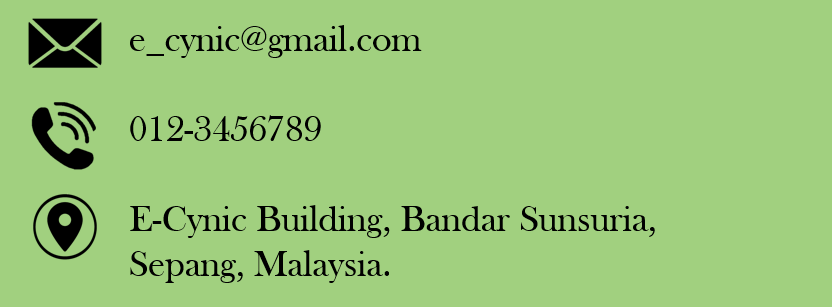 e_cynic@gmail.com
012-3456789
E-Cynic Building, Bandar Sunsuria,
Sepang, Malaysia.